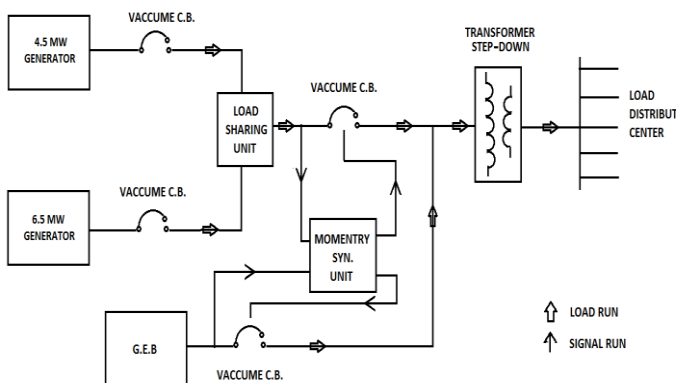 VACCUME C.B.
4.5 MW
GENERATOR
TRANSFORMER
STEP-DOWN
VACCUME C.B.
LOAD
SHARING
UNIT
LOAD
DISTRIBUT
CENTER
VACCUME C.B.
6.5 MW
GENERATOR
MOMENTRY
SYN.
UNIT
G.E.B
VACCUME C.B.
LOAD RUN
SIGNAL RUN